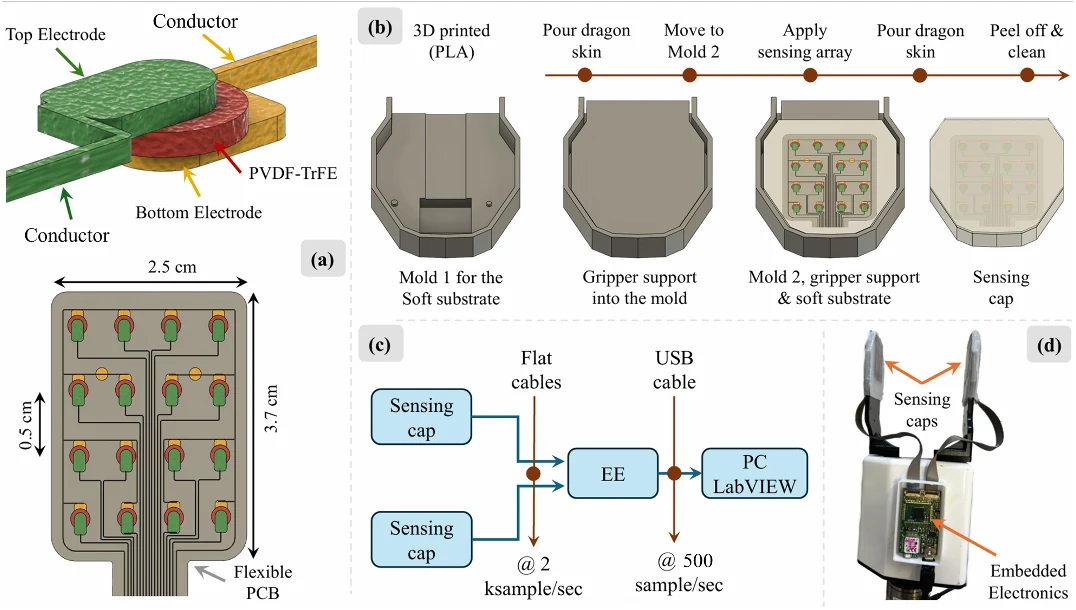 Top Electrode
Conductor
PVDF-TrFE
Bottom Electrode
Conductor
(a)
2.5 cm
3.7 cm
0.5 cm
Flexible
PCB
(b)
3D printed
(PLA)
Pour dragon
skin
Move to
Mold 2
Apply
sensing array
Pour dragon
skin
Peel off &
clean
Mold 1 for the
Soft substrate
Gripper support
into the mold
Mold 2, gripper support
& soft substrate
Sensing
cap
(c)
Flat
cables
USB
cable
Sensing
cap
Sensing
cap
EE
PC
LabVIEW
@ 2
ksample/sec
@ 500
sample/sec
(d)
Sensing
caps
Embedded
Electronics